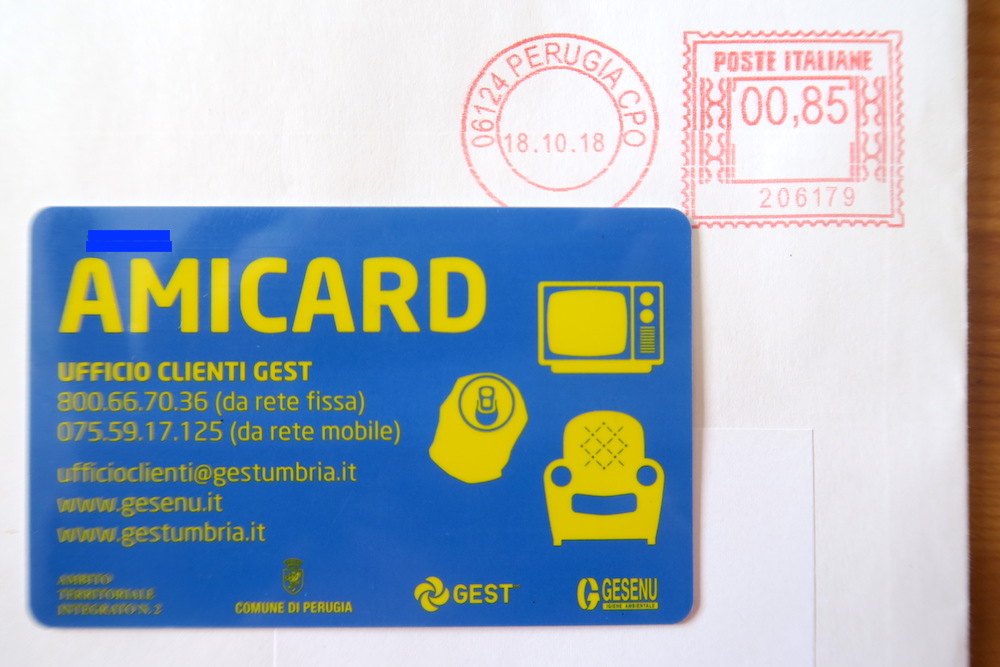 06124 PERUGIA CPO
18.10.18
POSTE ITALIANE
00,85
206179
AMICARD
UFFICIO CLIENTI GEST
800.66.70.36 (da rete fissa)
075.59.17.125 (da rete mobile)
ufficioclienti@gestumbria.it
www.gesenu.it
www.gestumbria.it
AMBITO
TERRITORIALE
INTEGRATO N. 2
COMUNE DI PERUGIA
GEST
GESENU
IGIENE AMBIENTALE